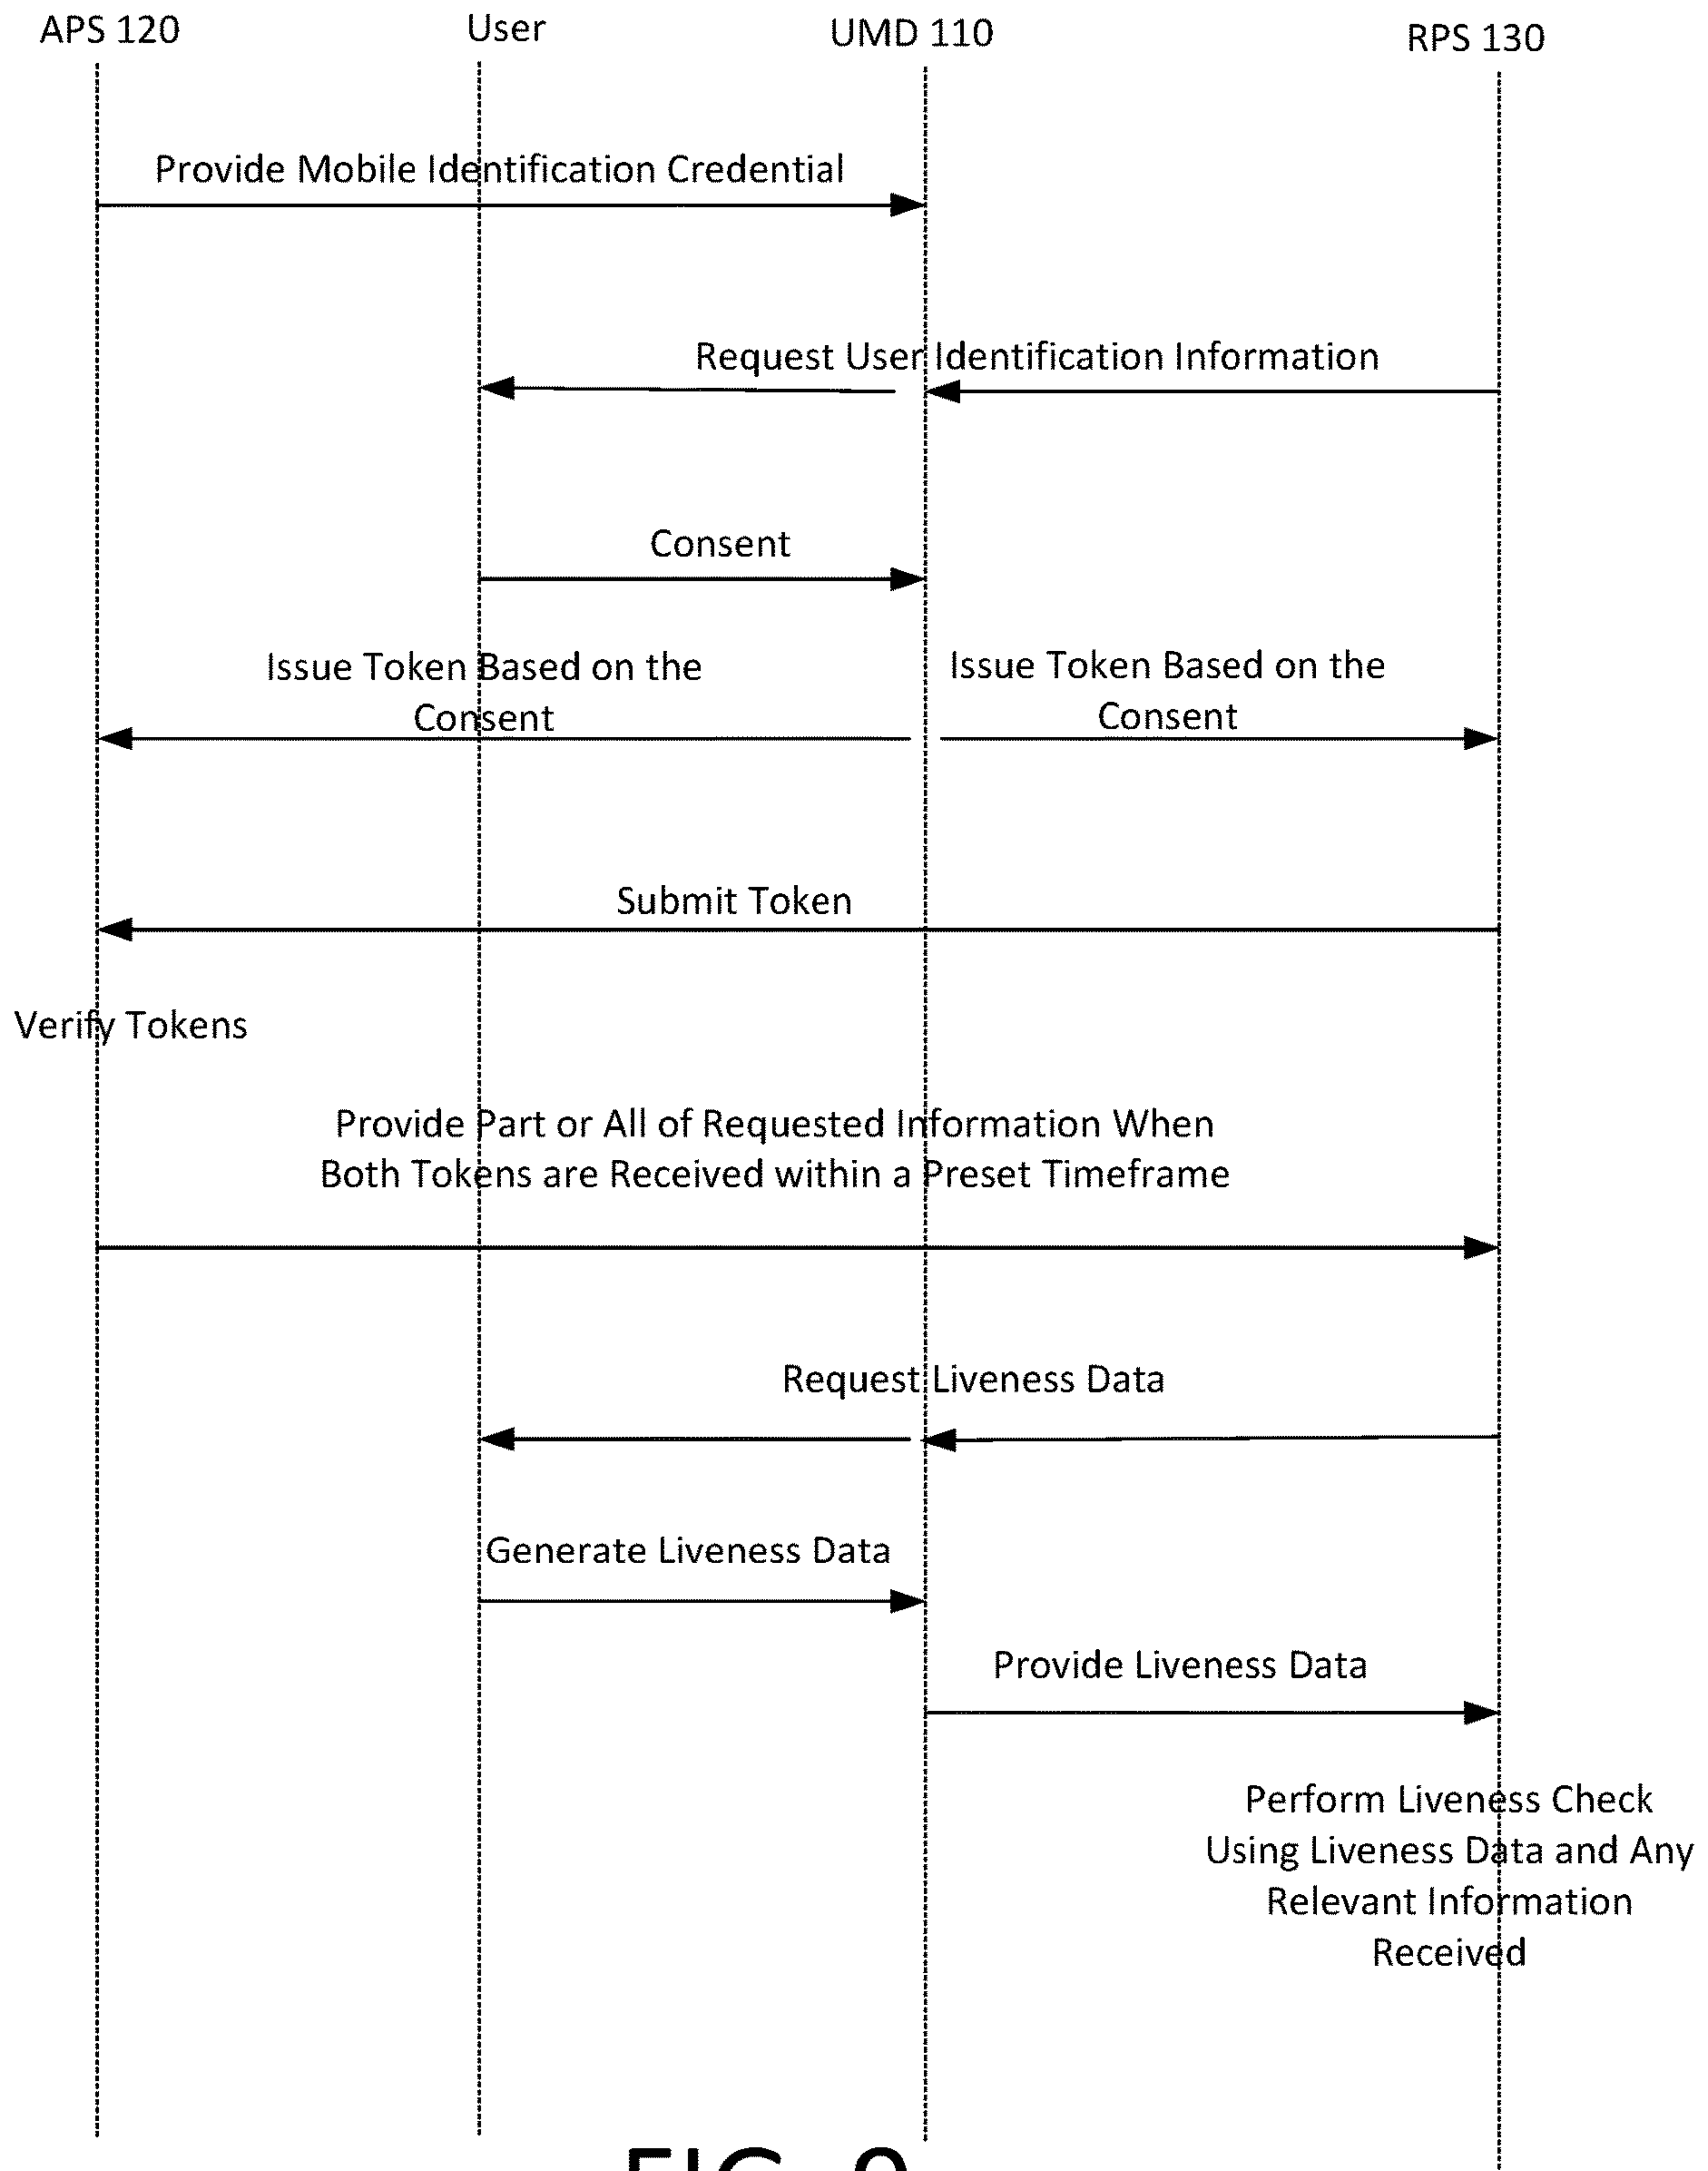 APS 120
User
UMD 110
RPS 130
Provide Mobile Identification Credential
Request User Identification Information
Consent
Issue Token Based on the
Consent
Issue Token Based on the
Consent
Submit Token
Verify Tokens
Provide Part or All of Requested Information When
Both Tokens are Received within a Preset Timeframe
Request Liveness Data
Generate Liveness Data
Provide Liveness Data
Perform Liveness Check
Using Liveness Data and Any
Relevant Information
Received
FIG.